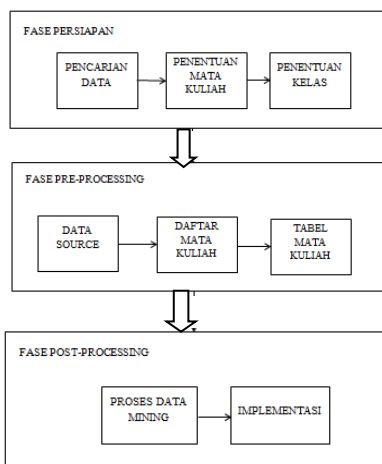 FASE PERSIAPAN
PENCARIAN
DATA
PENENTUAN
MATA
KULIAH
PENENTUAN
KELAS
FASE PRE-PROCESSING
DATA
SOURCE
DAFTAR
MATA
KULIAH
TABEL
MATA
KULIAH
FASE POST-PROCESSING
PROSES DATA
MINING
IMPLEMENTASI